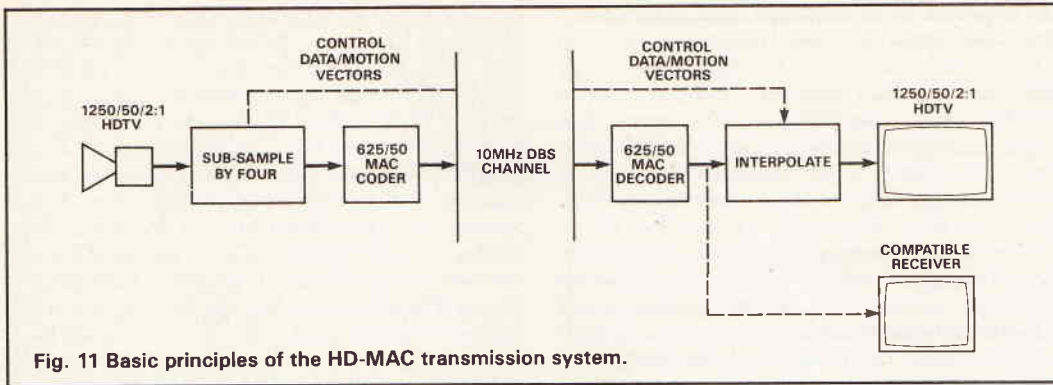 CONTROL
DATA/MOTION
VECTORS
CONTROL
DATA/MOTION
VECTORS
1250/50/2:1
HDTV
SUB-SAMPLE
BY FOUR
625/50
MAC
CODER
10MHz DBS
CHANNEL
625/50
MAC
DECODER
INTERPOLATE
1250/50/2:1
HDTV
COMPATIBLE
RECEIVER
Fig. 11 Basic principles of the HD-MAC transmission system.